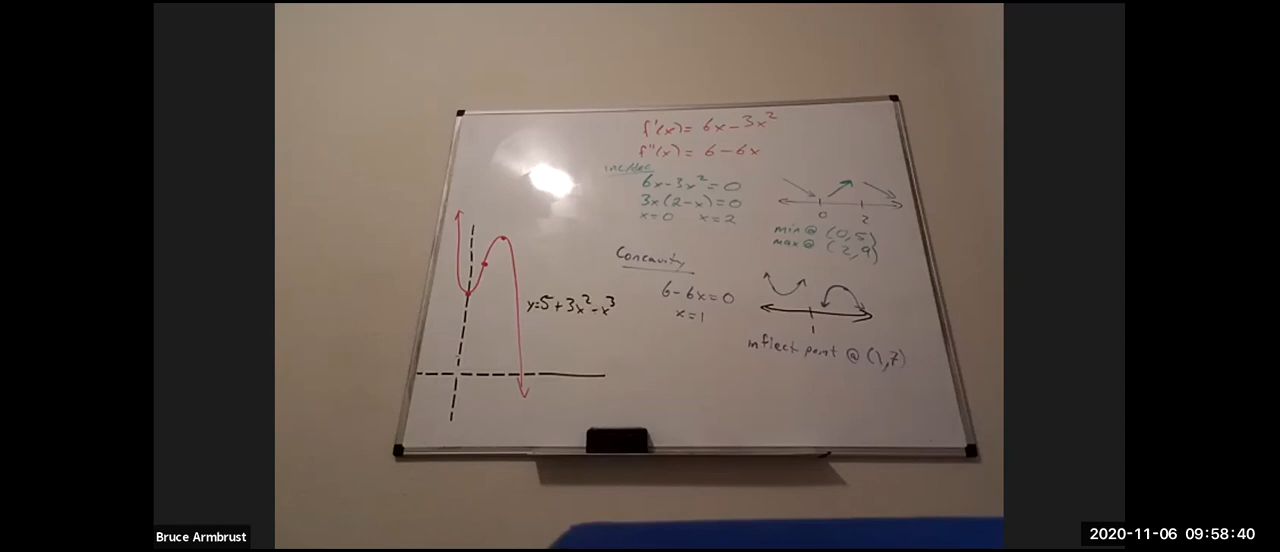 f'(x) = 6x - 3x²
f''(x) = 6 - 6x
inc/dec
6x - 3x² = 0
3x(2 - x) = 0
x = 0 x = 2
0 2
min @ (0, 5)
max @ (2, 9)
y = 5 + 3x² - x³
Concavity
6 - 6x = 0
x = 1
1
inflect point @ (1, 7)
Bruce Armbrust
2020-11-06 09:58:40